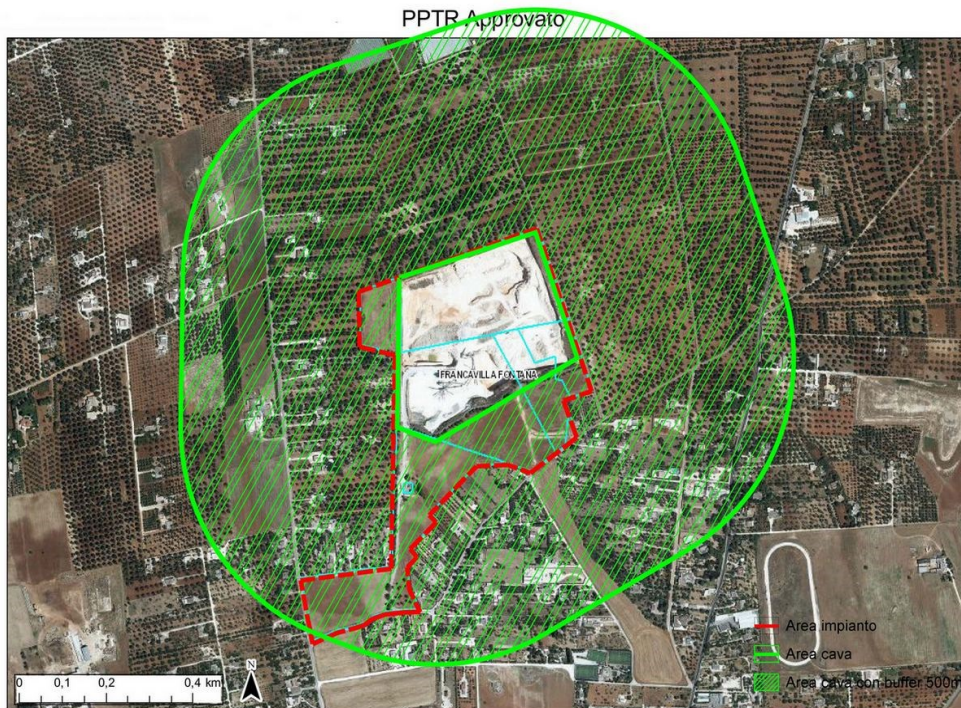 PPTR Approvato
FRANCAVILLA FONTANA
Area impianto
Area cava
Area cava con buffer 500m
N
0 0,1 0,2 0,4 km